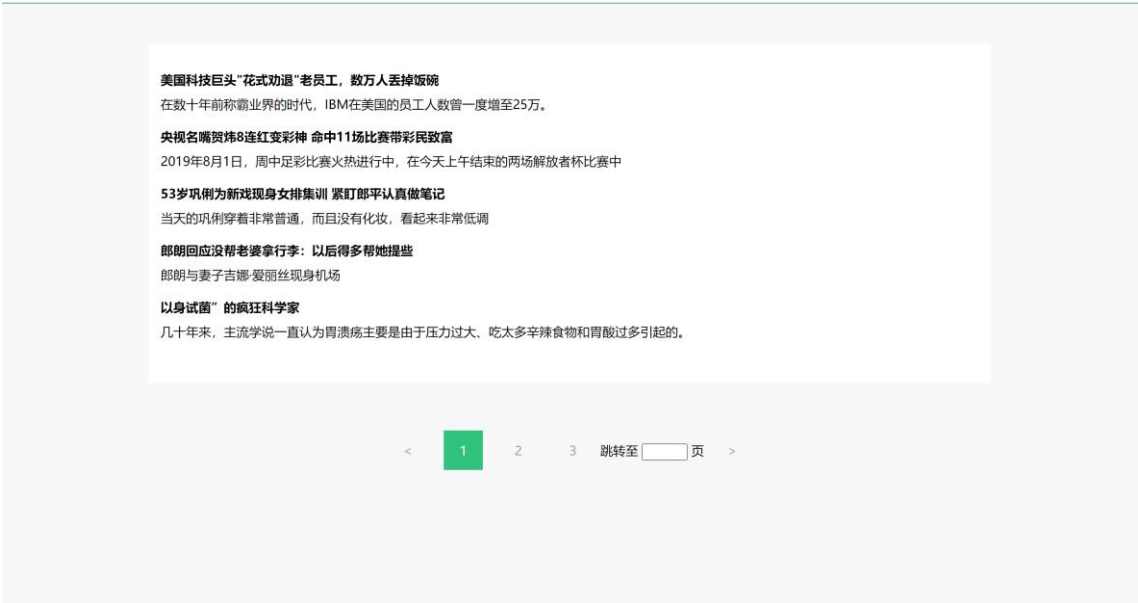 美国科技巨头"花式劝退"老员工，数万人丢掉饭碗
在数十年前称霸业界的时代，IBM在美国的员工人数曾一度增至25万。
央视名嘴贺炜8连红变彩神 命中11场比赛带彩民致富
2019年8月1日，周中足彩比赛火热进行中，在今天上午结束的两场解放者杯比赛中
53岁巩俐为新戏现身女排集训 紧盯郎平认真做笔记
当天的巩俐穿着非常普通，而且没有化妆，看起来非常低调
郎朗回应没帮老婆拿行李：以后得多帮她提些
郎朗与妻子吉娜·爱丽丝现身机场
以身试菌”的疯狂科学家
几十年来，主流学说一直认为胃溃疡主要是由于压力过大、吃太多辛辣食物和胃酸过多引起的。
< 1 2 3 跳转至 页 >